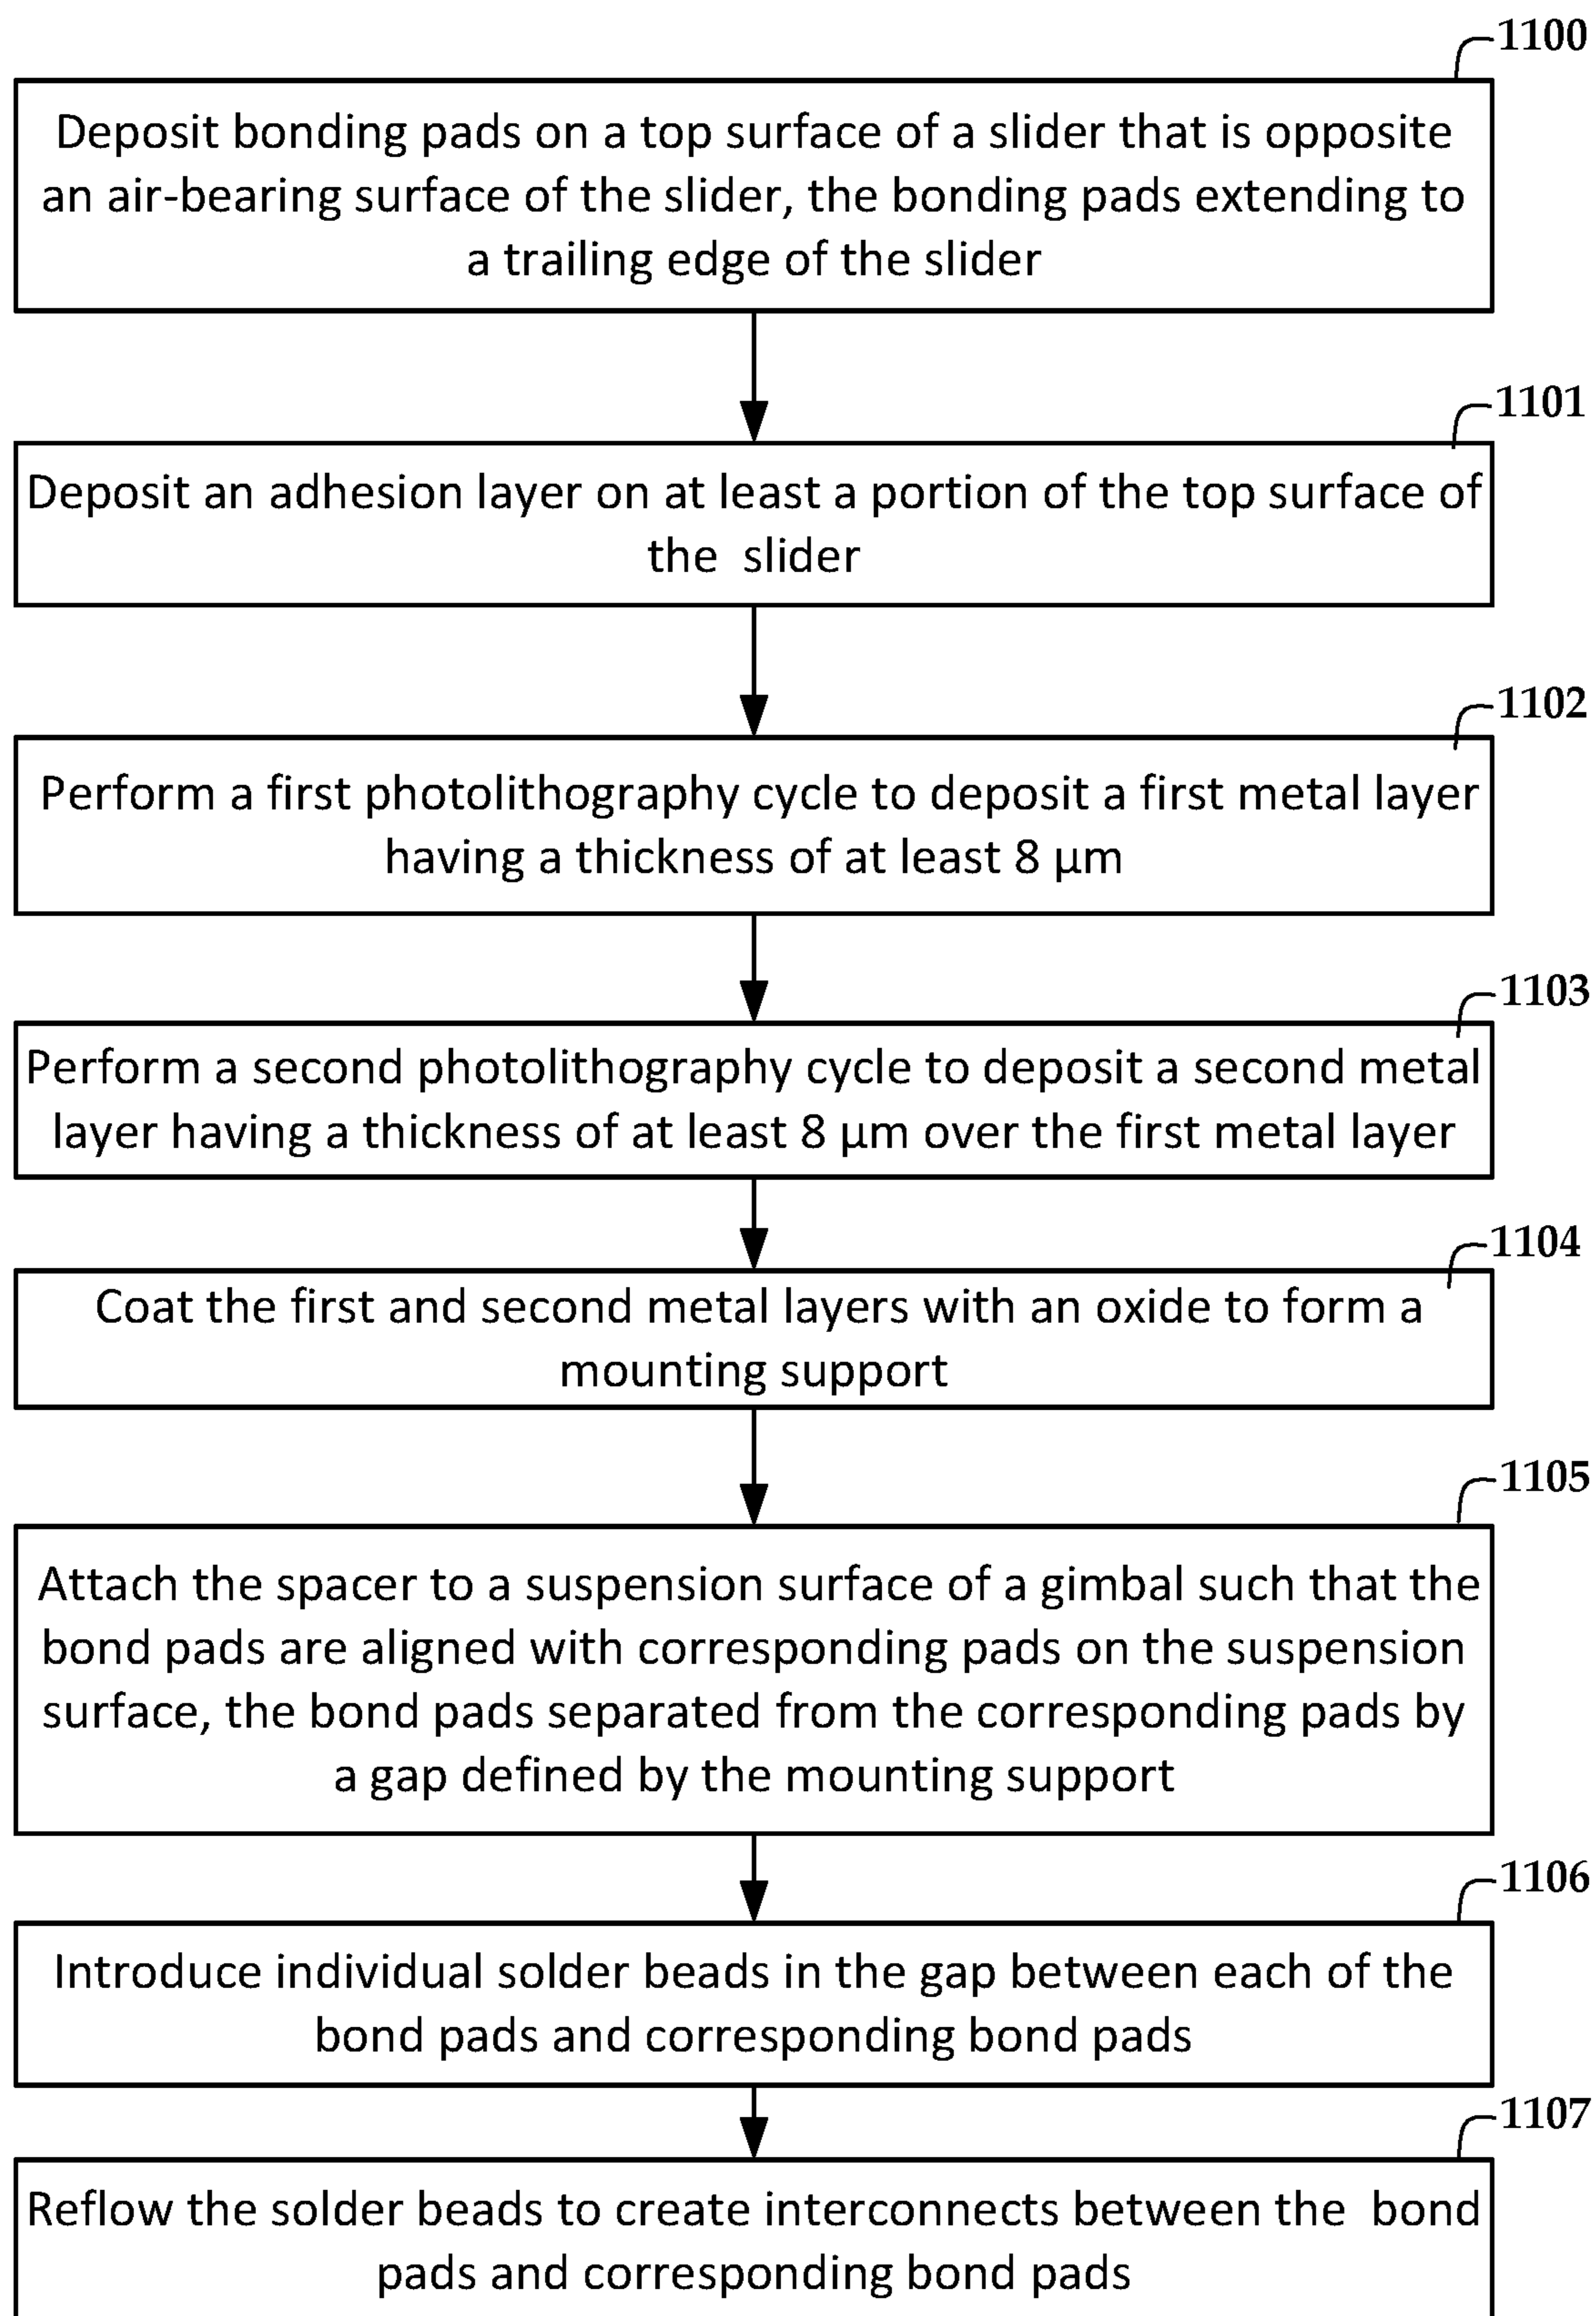 1100
Deposit bonding pads on a top surface of a slider that is opposite
an air-bearing surface of the slider, the bonding pads extending to
a trailing edge of the slider
1101
Deposit an adhesion layer on at least a portion of the top surface of
the slider
1102
Perform a first photolithography cycle to deposit a first metal layer
having a thickness of at least 8 µm
1103
Perform a second photolithography cycle to deposit a second metal
layer having a thickness of at least 8 µm over the first metal layer
1104
Coat the first and second metal layers with an oxide to form a
mounting support
1105
Attach the spacer to a suspension surface of a gimbal such that the
bond pads are aligned with corresponding pads on the suspension
surface, the bond pads separated from the corresponding pads by
a gap defined by the mounting support
1106
Introduce individual solder beads in the gap between each of the
bond pads and corresponding bond pads
1107
Reflow the solder beads to create interconnects between the bond
pads and corresponding bond pads